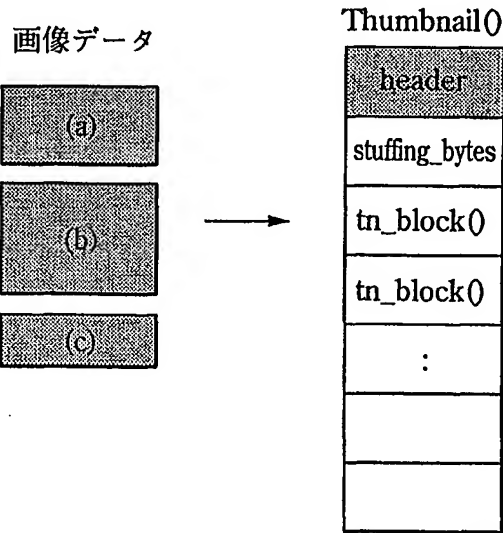 画像データ
(a)
(b)
(c)
Thumbnail()
header
stuffing_bytes
tn_block()
tn_block()
: